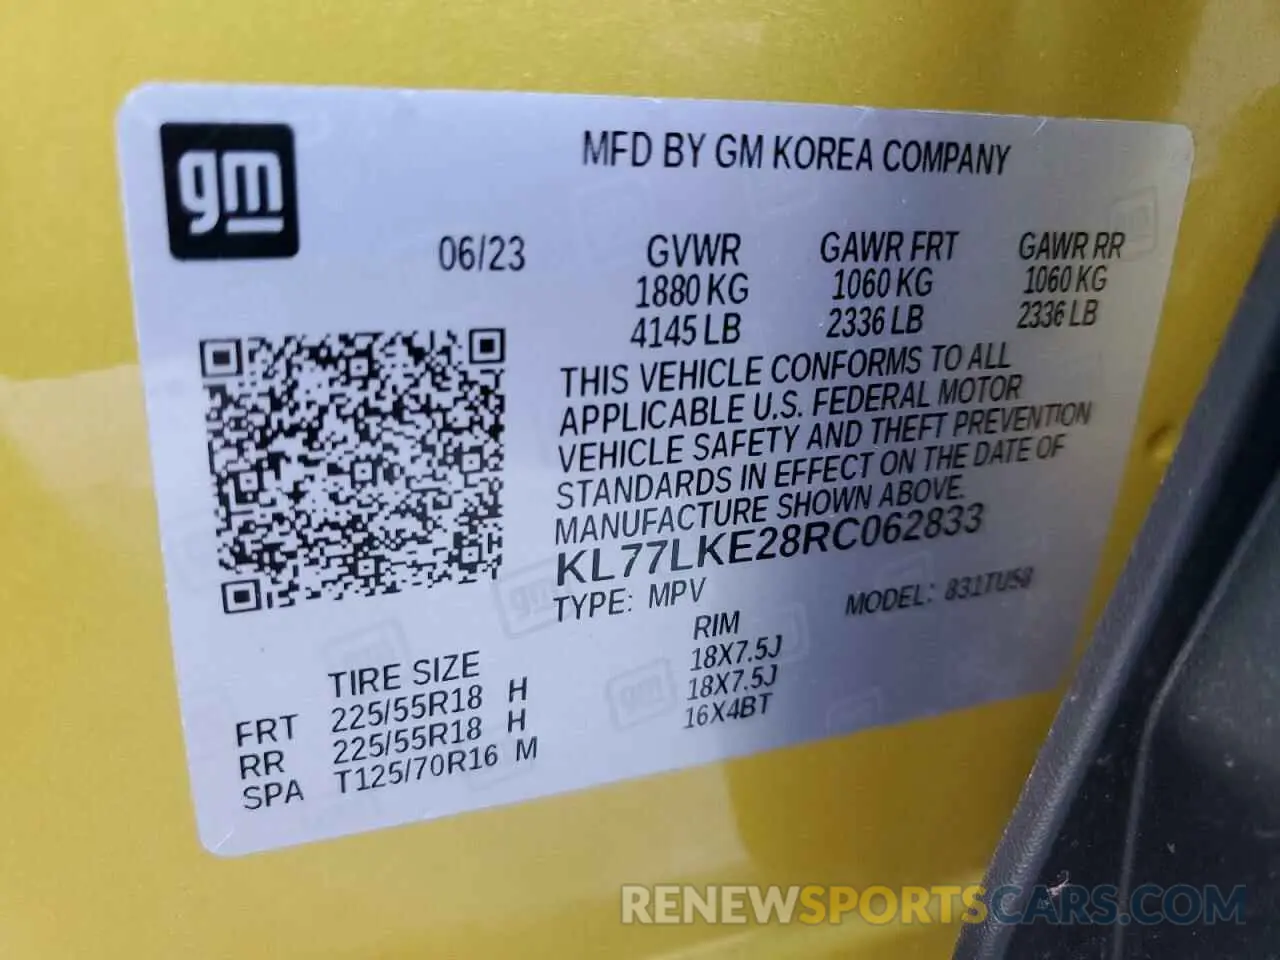 gm
MFD BY GM KOREA COMPANY
06/23
GVWR GAWR FRT GAWR RR
1880 KG 1060 KG 1060 KG
4145 LB 2336 LB 2336 LB
THIS VEHICLE CONFORMS TO ALL
APPLICABLE U.S. FEDERAL MOTOR
VEHICLE SAFETY AND THEFT PREVENTION
STANDARDS IN EFFECT ON THE DATE OF
MANUFACTURE SHOWN ABOVE.
KL77LKE28RC062833
TYPE: MPV MODEL: 831TU58
TIRE SIZE RIM
FRT 225/55R18 H 18X7.5J
RR 225/55R18 H 18X7.5J
SPA T125/70R16 M 16X4BT
RENEWSPORTSCARS.COM